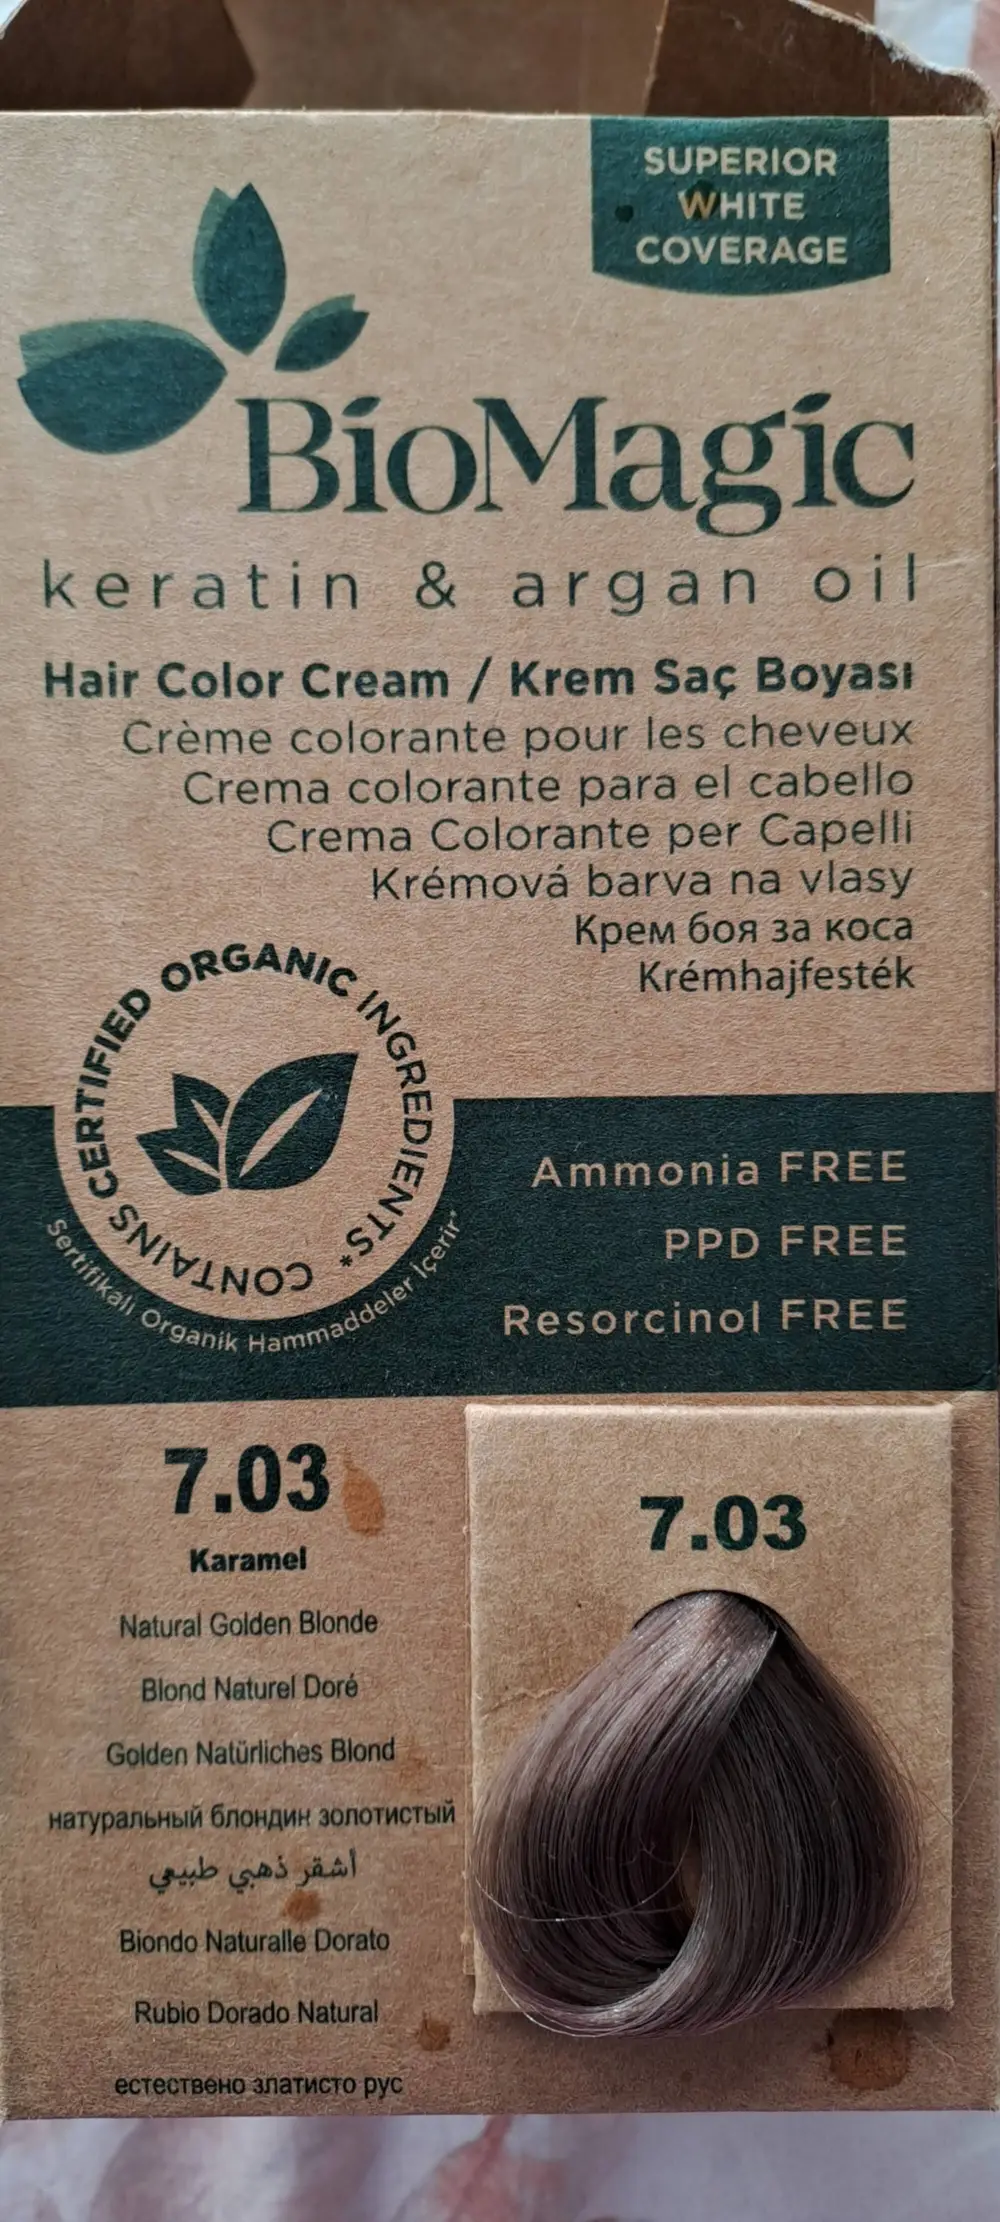 SUPERIOR
WHITE
COVERAGE
BioMagic
keratin & argan oil
Hair Color Cream / Krem Saç Boyası
Crème colorante pour les cheveux
Crema colorante para el cabello
Crema Colorante per Capelli
Krémová barva na vlasy
Крем боя за коса
Krémhajfesték
CONTAINS CERTIFIED ORGANIC INGREDIENTS*
Sertifikalı Organik Hammaddeler İçerir*
Ammonia FREE
PPD FREE
Resorcinol FREE
7.03
Karamel
Natural Golden Blonde
Blond Naturel Doré
Golden Natürliches Blond
натуральный блондин золотистый
أشقر ذهبي طبيعي
Biondo Naturalle Dorato
Rubio Dorado Natural
естествено златисто рус
7.03